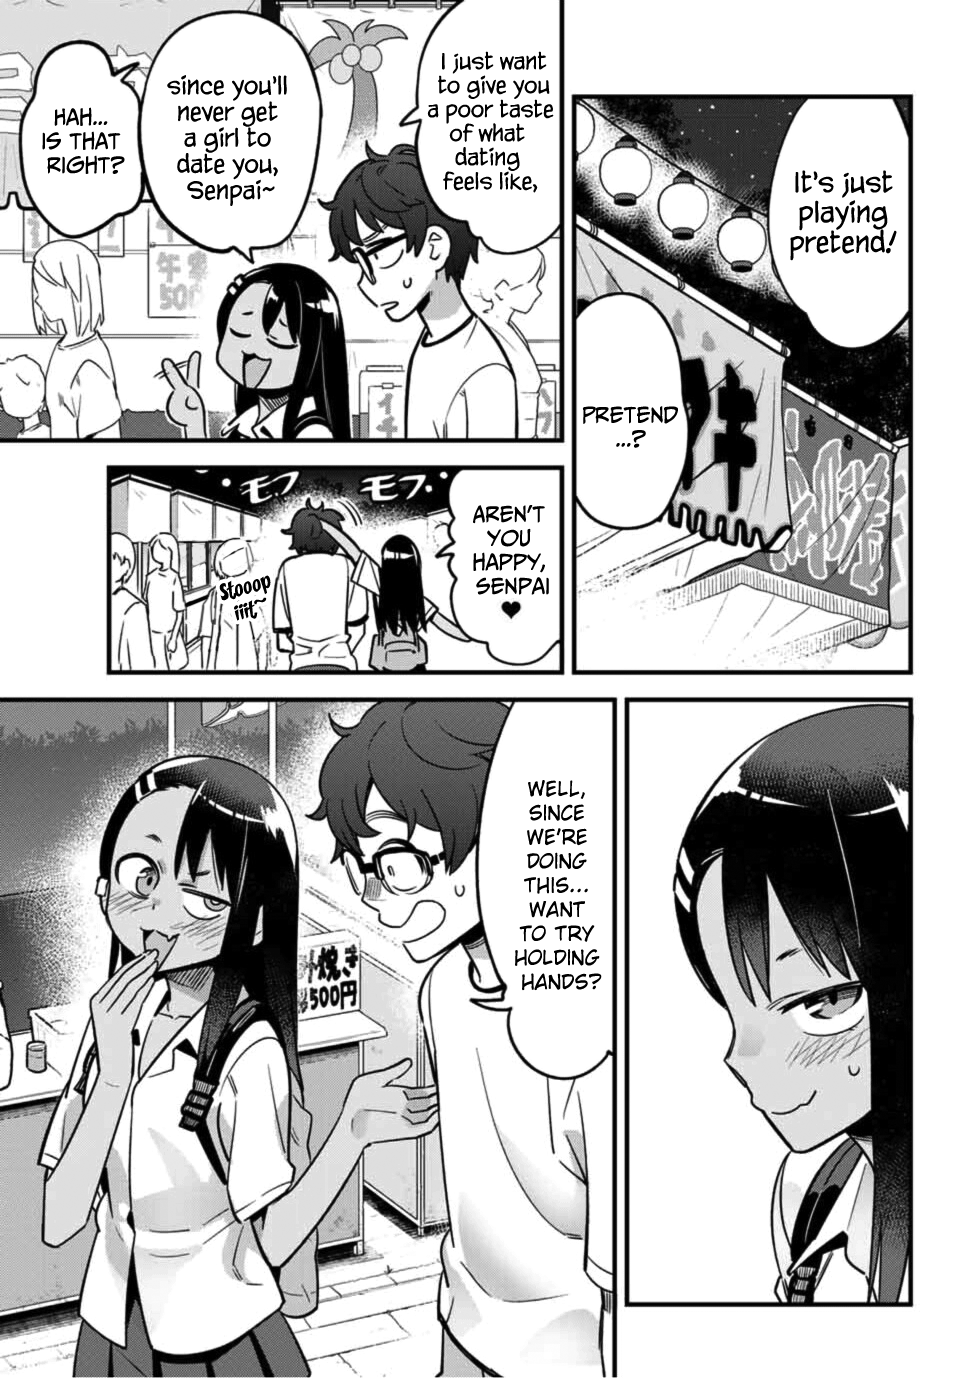 It's just
playing
pretend!
PRETEND
...?
I just want
to give you
a poor taste
of what
dating
feels like,
since you'll
never get
a girl to
date you,
Senpai~
HAH...
IS THAT
RIGHT?
500
モフ
モフ
AREN'T
YOU
HAPPY,
SENPAI
♥
Stooop
iiit~
WELL,
SINCE
WE'RE
DOING
THIS...
WANT
TO TRY
HOLDING
HANDS?
焼き
500円